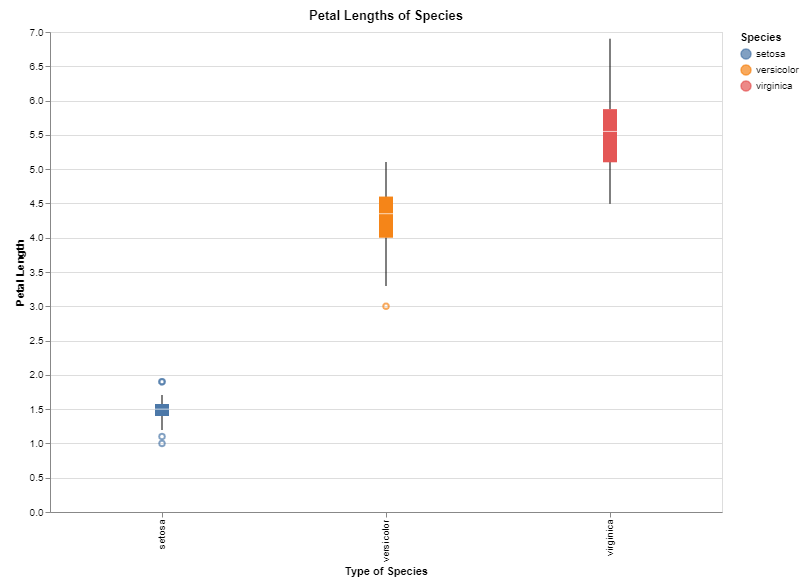 Petal Lengths of Species
Species
setosa
versicolor
virginica
Petal Length
7.0
6.5
6.0
5.5
5.0
4.5
4.0
3.5
3.0
2.5
2.0
1.5
1.0
0.5
0.0
setosa
versicolor
virginica
Type of Species